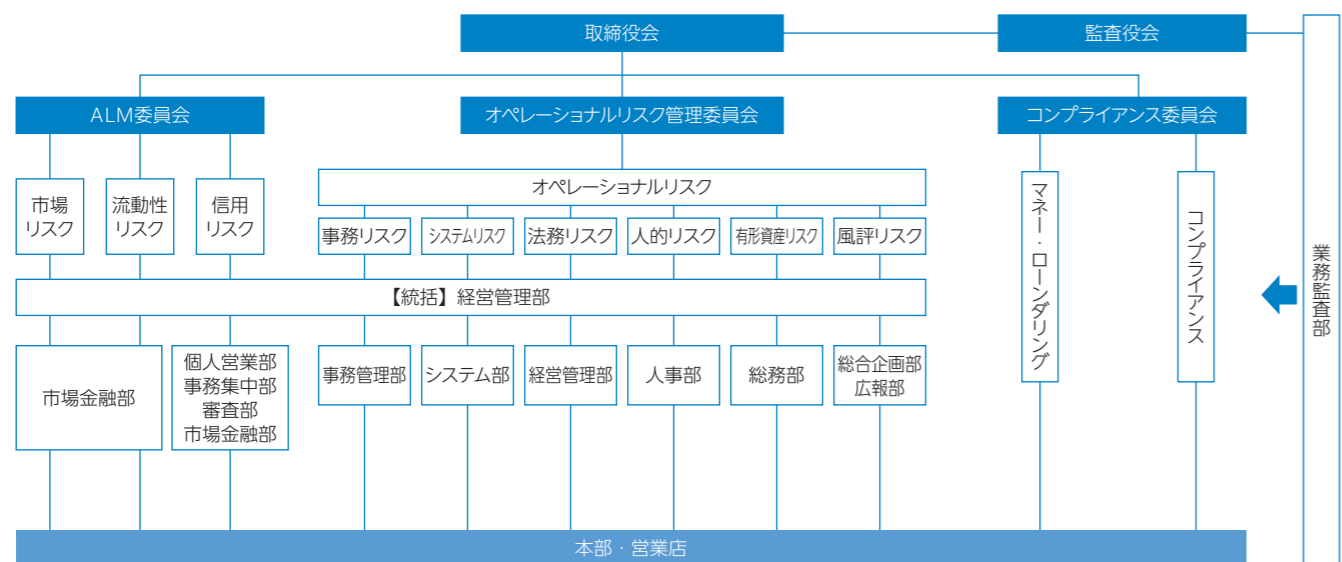 取締役会
監査役会
ALM委員会
オペレーショナルリスク管理委員会
コンプライアンス委員会
市場
リスク
流動性
リスク
信用
リスク
オペレーショナルリスク
事務リスク
システムリスク
法務リスク
人的リスク
有形資産リスク
風評リスク
マネー・ローンダリング
コンプライアンス
業務監査部
【統括】経営管理部
市場金融部
個人営業部
事務集中部
審査部
市場金融部
事務管理部
システム部
経営管理部
人事部
総務部
総合企画部
広報部
本部・営業店